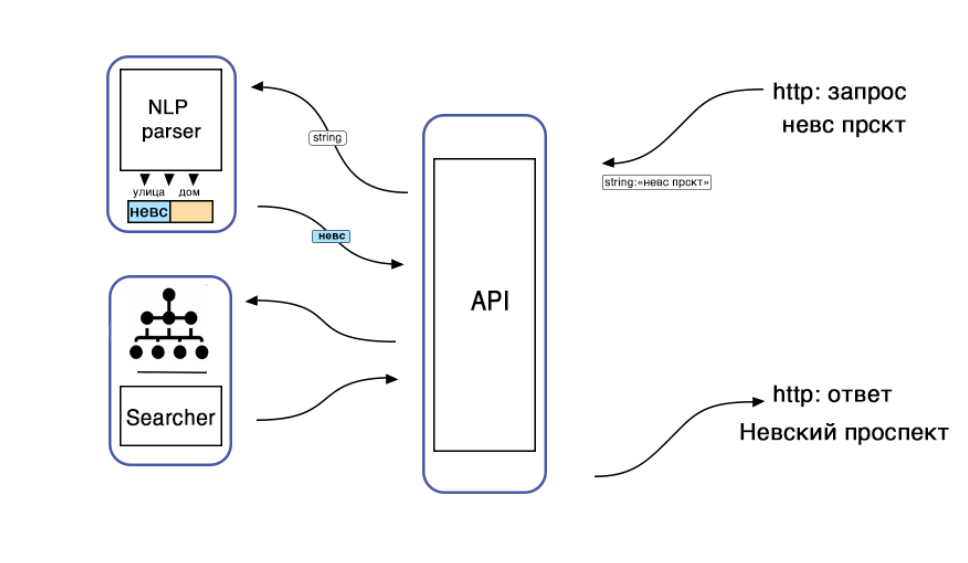 NLP
parser
улица дом
невс
string
невс
Searcher
API
http: запрос
невс прскт
string:«невс прскт»
http: ответ
Невский проспект